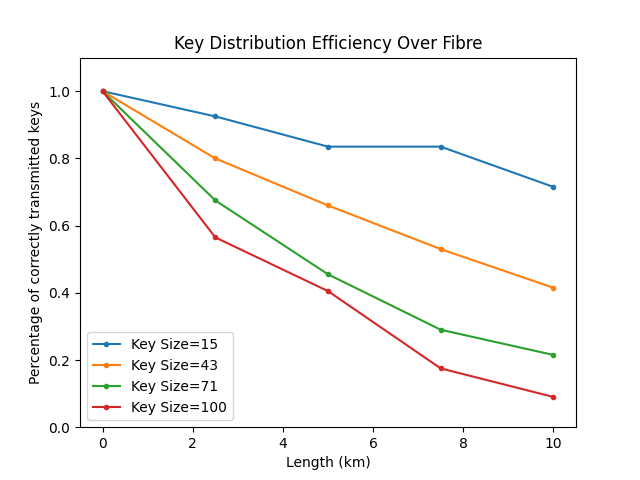 Key Distribution Efficiency Over Fibre
Percentage of correctly transmitted keys
1.0
0.8
0.6
0.4
0.2
0.0
Key Size=15
Key Size=43
Key Size=71
Key Size=100
0 2 4 6 8 10
Length (km)